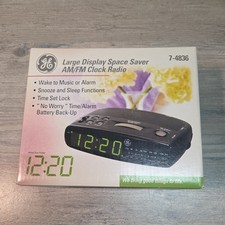 Large Display Space Saver
7-4836
AM/FM Clock Radio
• Wake to Music or Alarm
• Snooze and Sleep Functions
• Time Set Lock
• "No Worry" Time/Alarm
Battery Back-Up
12:20
12:20